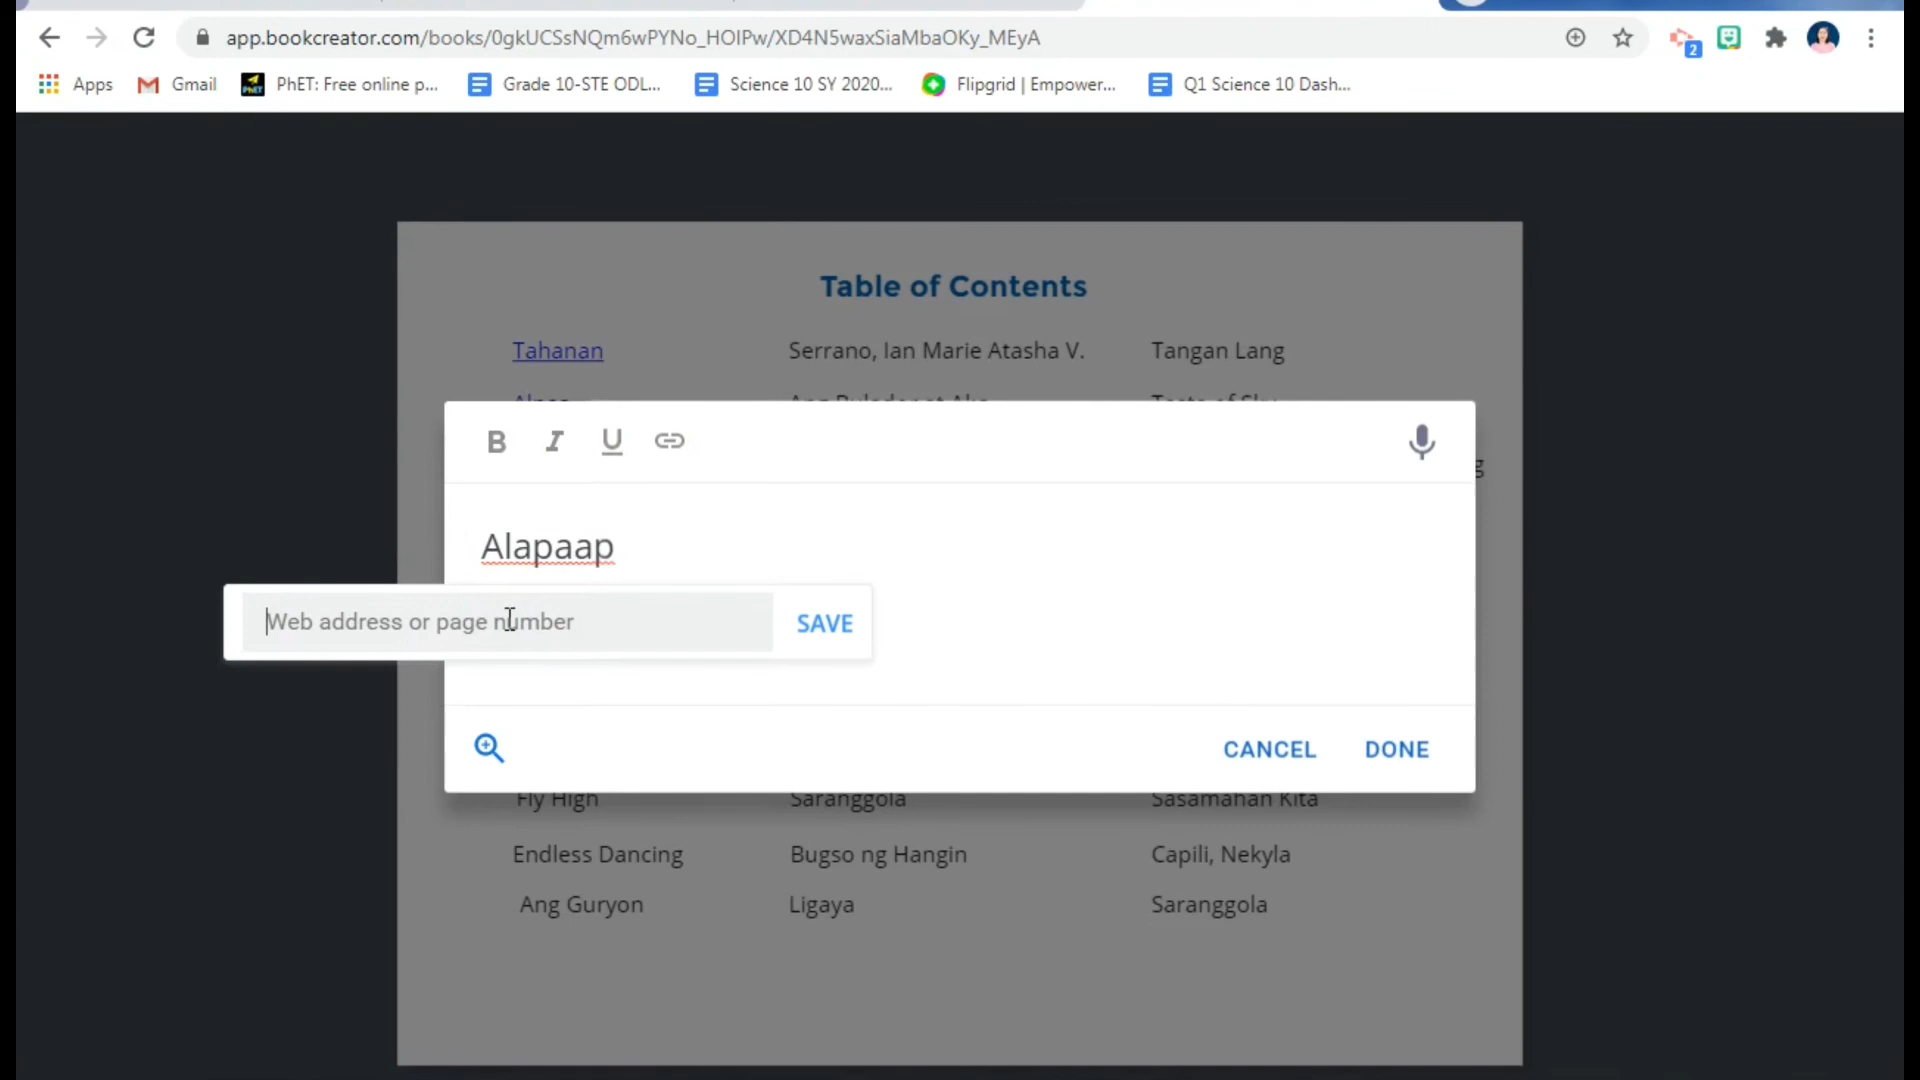 app.bookcreator.com/books/0gkUCSsNQm6wPYNo_HOIPw/XD4N5waxSiaMbaOKy_MEyA
2
Apps Gmail PhET: Free online p... Grade 10-STE ODL... Science 10 SY 2020... Flipgrid | Empower... Q1 Science 10 Dash...
Table of Contents
Tahanan Serrano, Ian Marie Atasha V. Tangan Lang
B I U
Alapaap
Web address or page number SAVE
CANCEL DONE
Fly High Saranggola Sasamahan Kita
Endless Dancing Bugso ng Hangin Capili, Nekyla
Ang Guryon Ligaya Saranggola